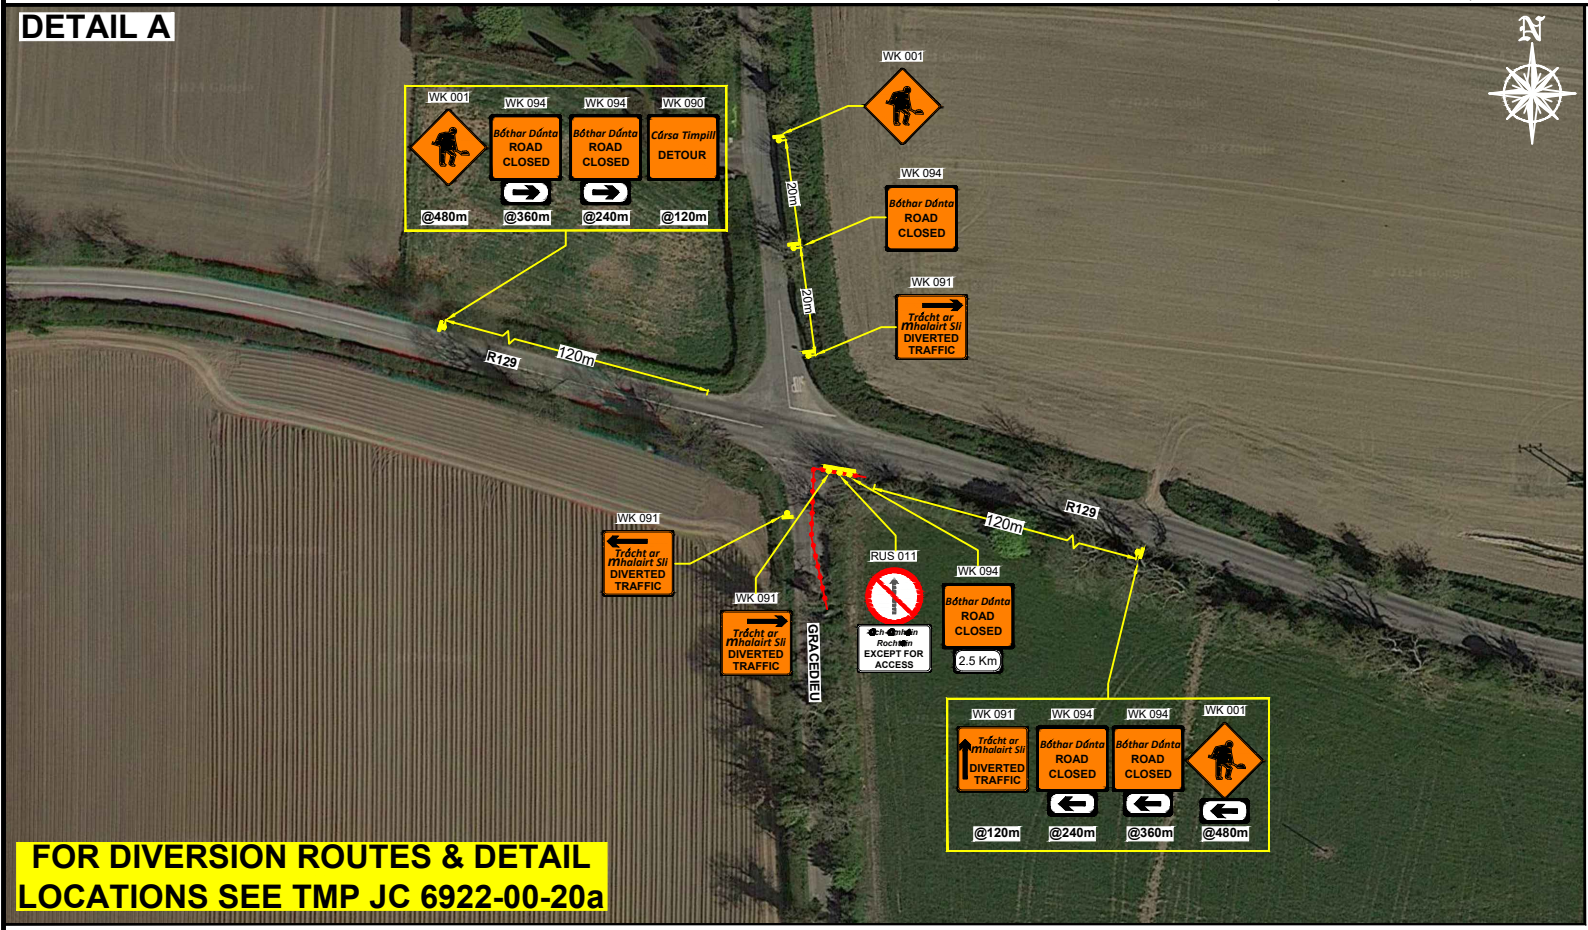 DETAIL A
N
WK 001
WK 094
WK 094
WK 090
Bóthar Dúnta
ROAD
CLOSED
Bóthar Dúnta
ROAD
CLOSED
Cúrsa Timpill
DETOUR
@480m
@360m
@240m
@120m
WK 001
WK 094
Bóthar Dúnta
ROAD
CLOSED
WK 091
Trácht ar
mhalairt Slí
DIVERTED
TRAFFIC
20m
20m
R129
120m
R129
120m
WK 091
Trácht ar
mhalairt Slí
DIVERTED
TRAFFIC
WK 091
Trácht ar
mhalairt Slí
DIVERTED
TRAFFIC
GRACEDIEU
RUS 011
EXCEPT FOR
ACCESS
WK 094
Bóthar Dúnta
ROAD
CLOSED
2.5 Km
WK 091
WK 094
WK 094
WK 001
Trácht ar
mhalairt Slí
DIVERTED
TRAFFIC
Bóthar Dúnta
ROAD
CLOSED
Bóthar Dúnta
ROAD
CLOSED
@120m
@240m
@360m
@480m
FOR DIVERSION ROUTES & DETAIL
LOCATIONS SEE TMP JC 6922-00-20a